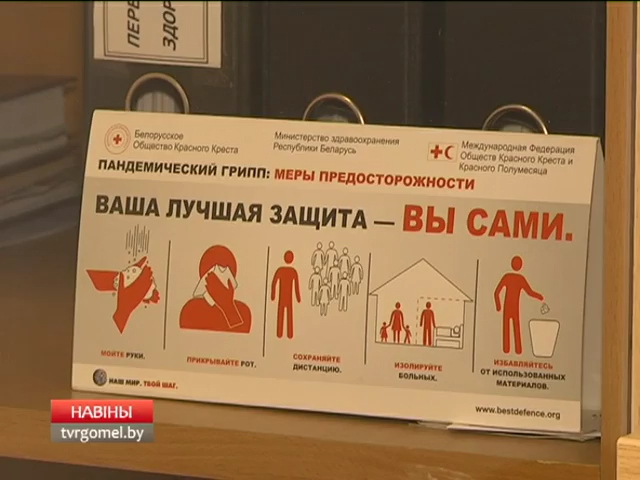 ПЕРЕ
ЗДОР
Белорусское
Общество Красного Креста
Министерство здравоохранения
Республики Беларусь
Международная Федерация
Обществ Красного Креста и
Красного Полумесяца
ПАНДЕМИЧЕСКИЙ ГРИПП: МЕРЫ ПРЕДОСТОРОЖНОСТИ
ВАША ЛУЧШАЯ ЗАЩИТА — ВЫ САМИ.
МОЙТЕ РУКИ.
ПРИКРЫВАЙТЕ РОТ.
СОХРАНЯЙТЕ
ДИСТАНЦИЮ.
ИЗОЛИРУЙТЕ
БОЛЬНЫХ.
ИЗБАВЛЯЙТЕСЬ
ОТ ИСПОЛЬЗОВАННЫХ
МАТЕРИАЛОВ.
НАШ МИР. ТВОЙ ШАГ.
www.bestdefence.org
НАВІНЫ
tvrgomel.by